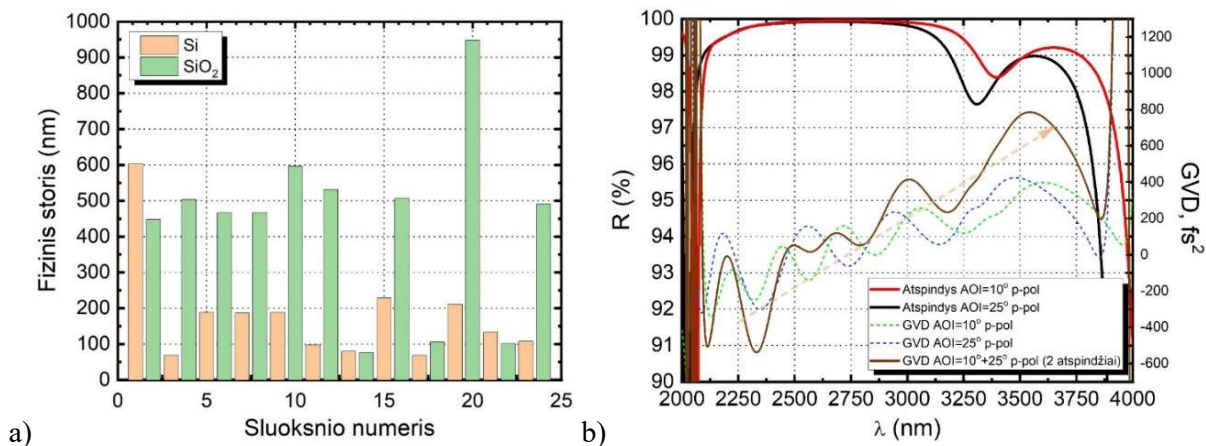 Fizinis storis (nm)
1000
900
800
700
600
500
400
300
200
100
0
Si
SiO₂
0 5 10 15 20 25
Sluoksnio numeris
a)
R (%)
100
99
98
97
96
95
94
93
92
91
90
1200
1000
800
600
400
200
0
-200
-400
-600
GVD, fs²
Atspindys AOI=10° p-pol
Atspindys AOI=25° p-pol
GVD AOI=10° p-pol
GVD AOI=25° p-pol
GVD AOI=10°+25° p-pol (2 atspindžiai)
2000 2250 2500 2750 3000 3250 3500 3750 4000
λ (nm)
b)